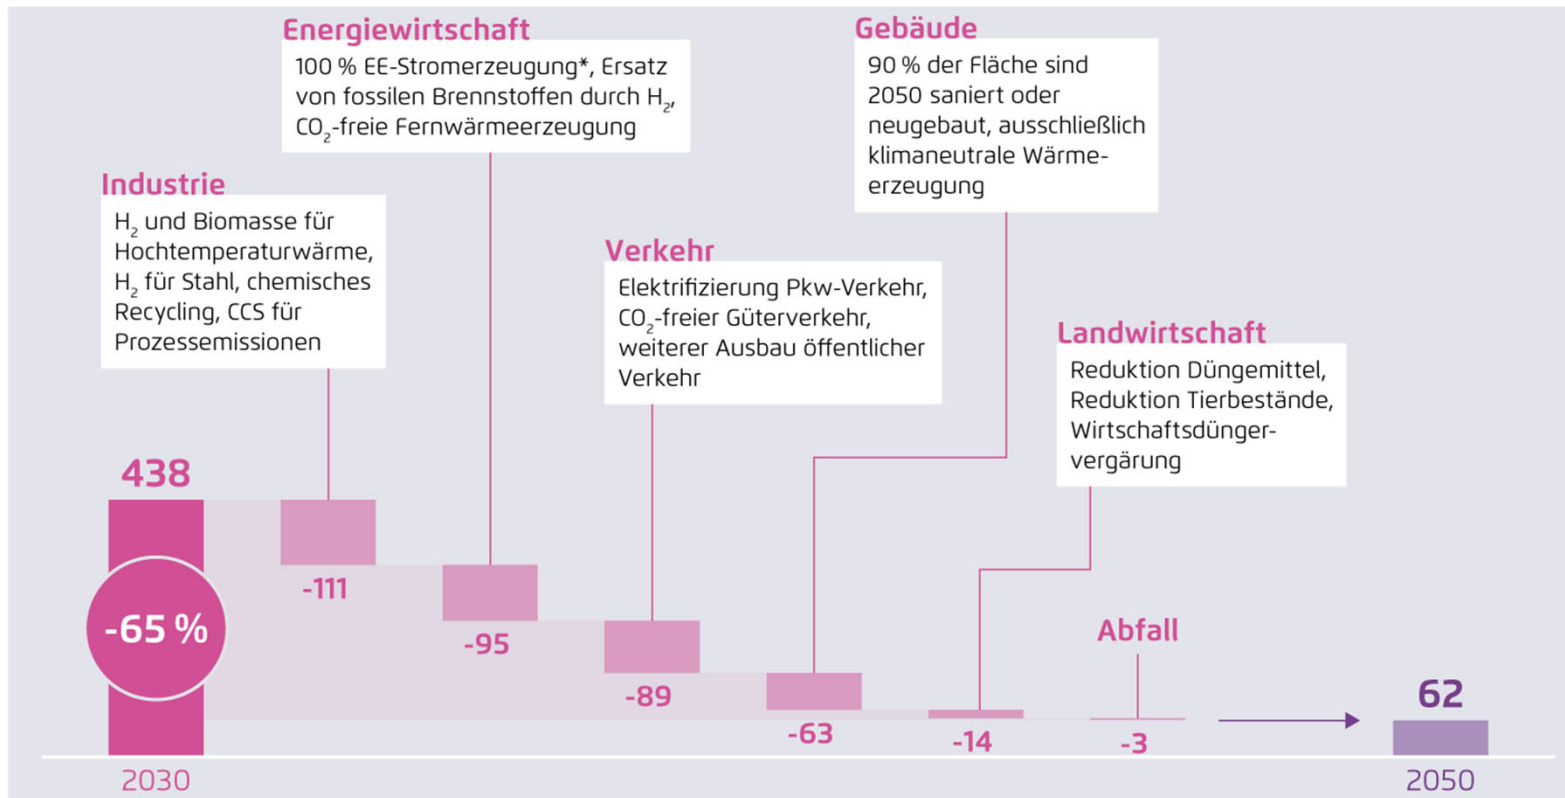 Energiewirtschaft
100 % EE-Stromerzeugung*, Ersatz
von fossilen Brennstoffen durch H₂,
CO₂-freie Fernwärmeerzeugung
Gebäude
90 % der Fläche sind
2050 saniert oder
neugebaut, ausschließlich
klimaneutrale Wärme-
erzeugung
Industrie
H₂ und Biomasse für
Hochtemperaturwärme,
H₂ für Stahl, chemisches
Recycling, CCS für
Prozessemissionen
Verkehr
Elektrifizierung Pkw-Verkehr,
CO₂-freier Güterverkehr,
weiterer Ausbau öffentlicher
Verkehr
Landwirtschaft
Reduktion Düngemittel,
Reduktion Tierbestände,
Wirtschaftsdünger-
vergärung
438
-65 %
-111
-95
-89
-63
-14
Abfall
-3
62
2030
2050